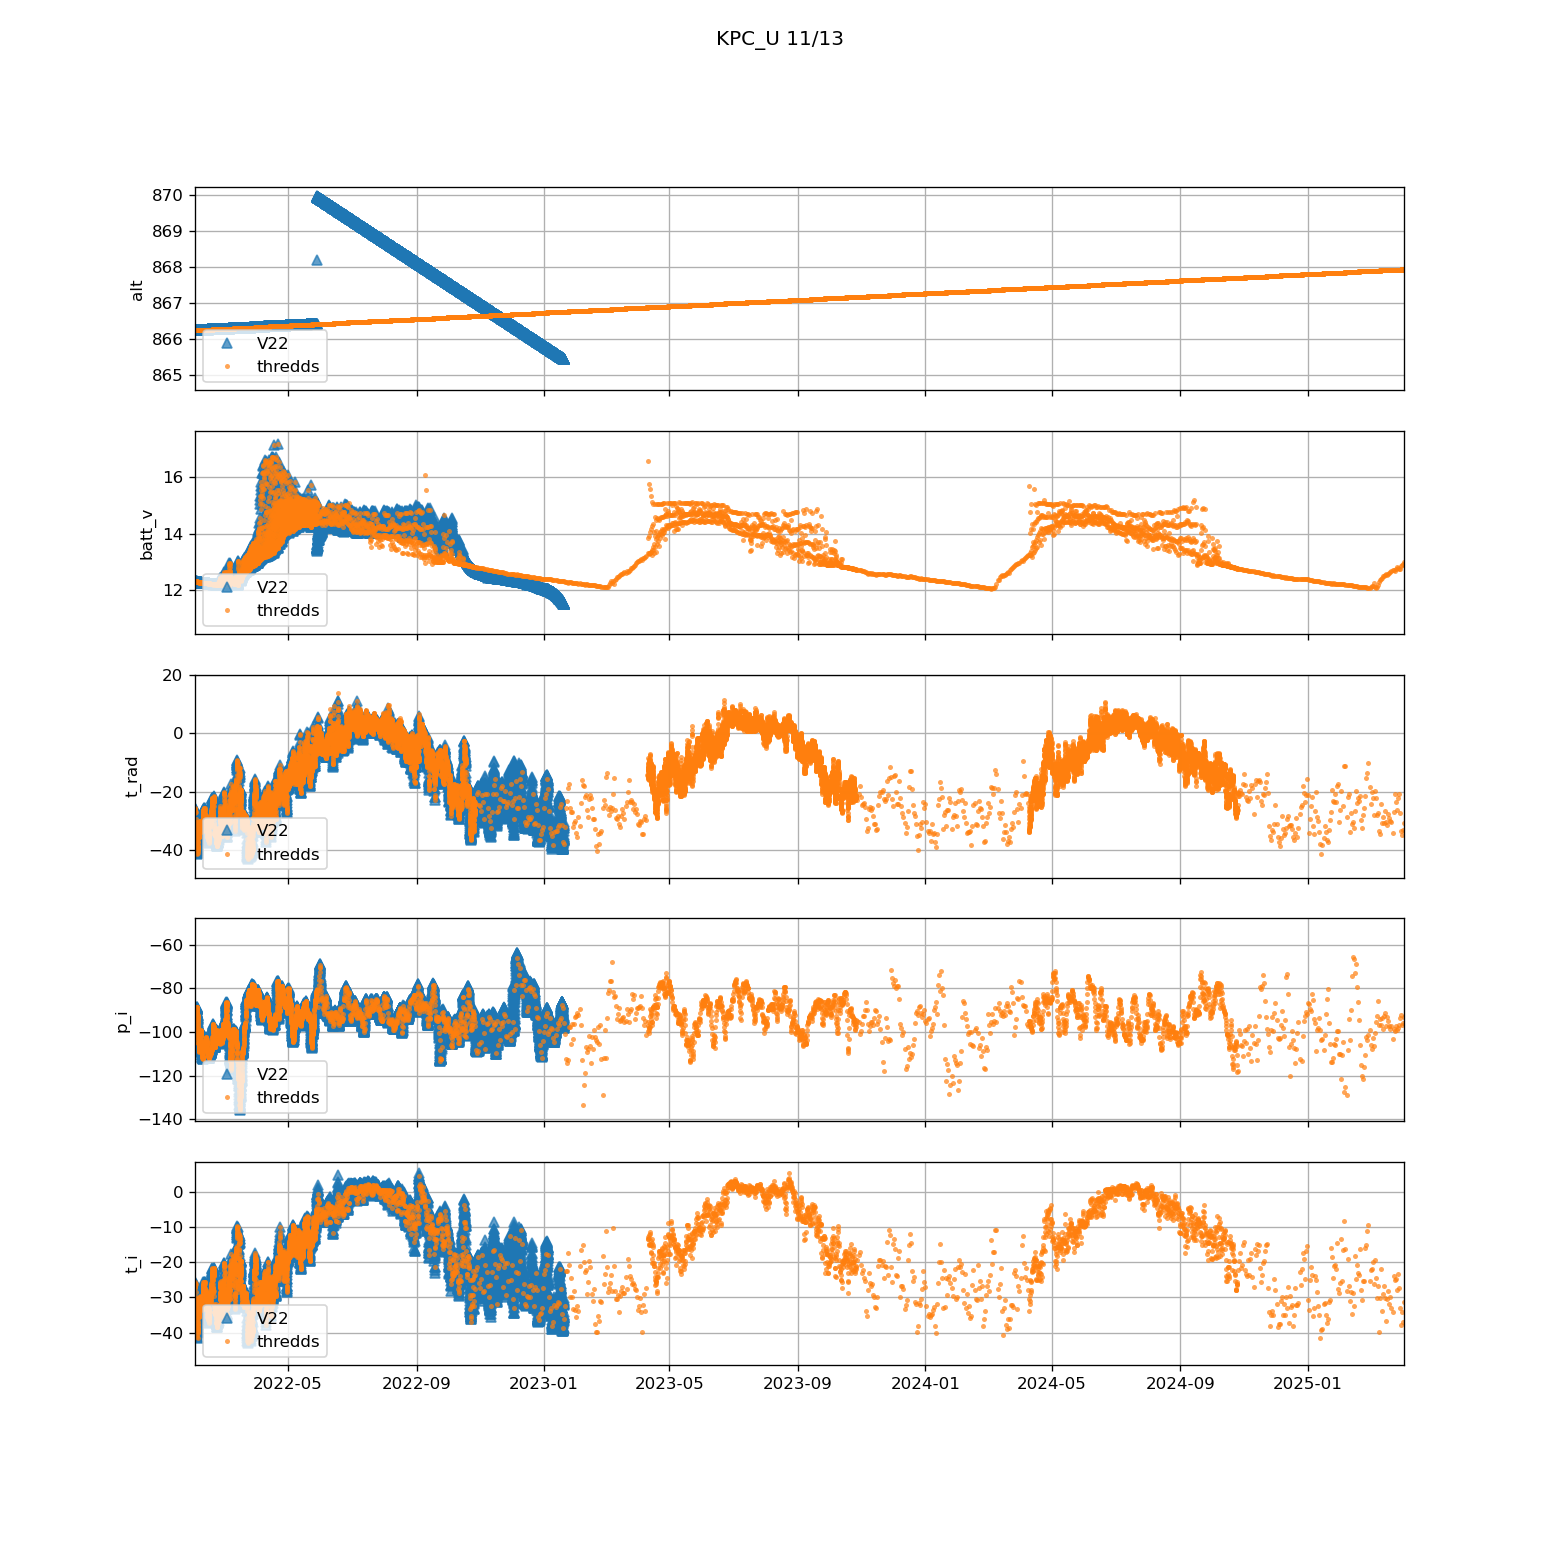 KPC_U 11/13
870
869
868
867
866
865
alt
V22
thredds
16
14
12
batt_v
V22
thredds
20
0
−20
−40
t_rad
V22
thredds
−60
−80
−100
−120
−140
p_i
V22
thredds
0
−10
−20
−30
−40
t_i
V22
thredds
2022-05 2022-09 2023-01 2023-05 2023-09 2024-01 2024-05 2024-09 2025-01